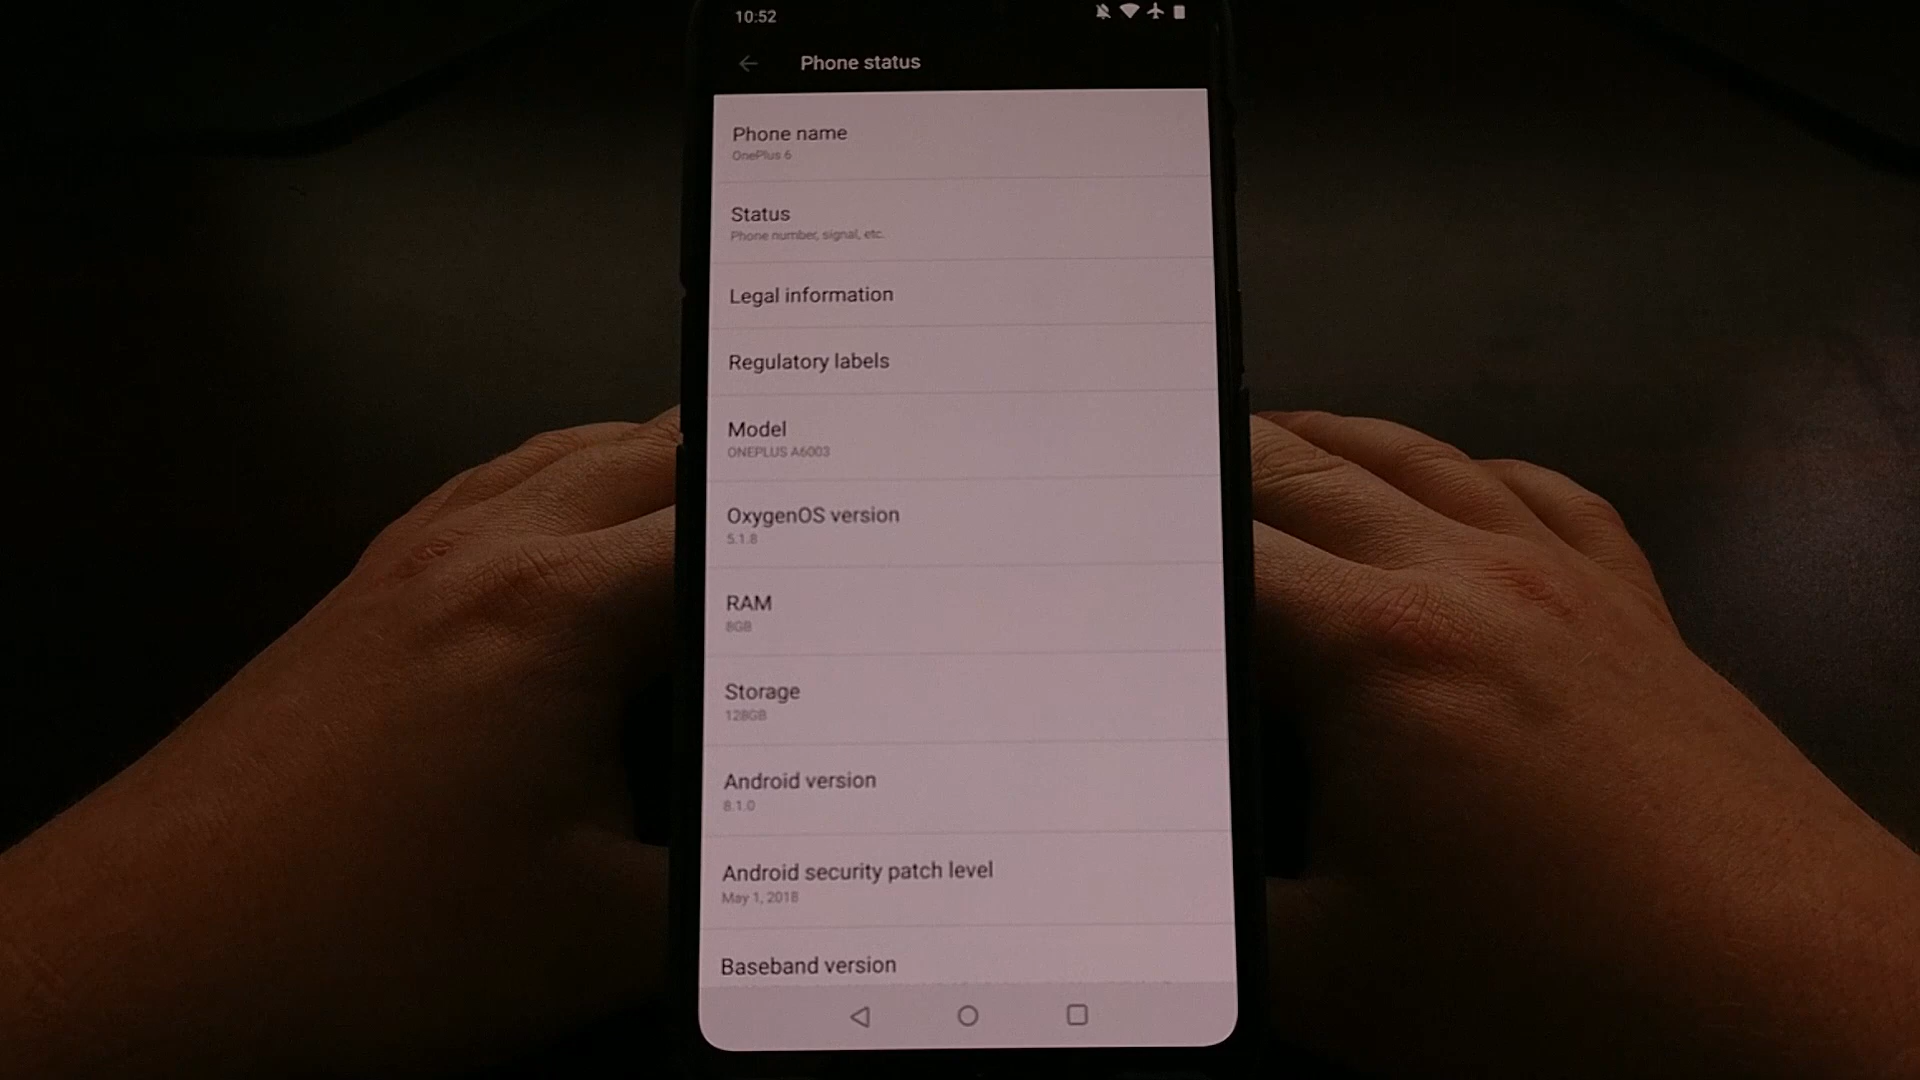 10:52
Phone status
Phone name
OnePlus 6
Status
Phone number, signal, etc.
Legal information
Regulatory labels
Model
ONEPLUS A6003
OxygenOS version
5.1.8
RAM
8GB
Storage
128GB
Android version
8.1.0
Android security patch level
May 1, 2018
Baseband version